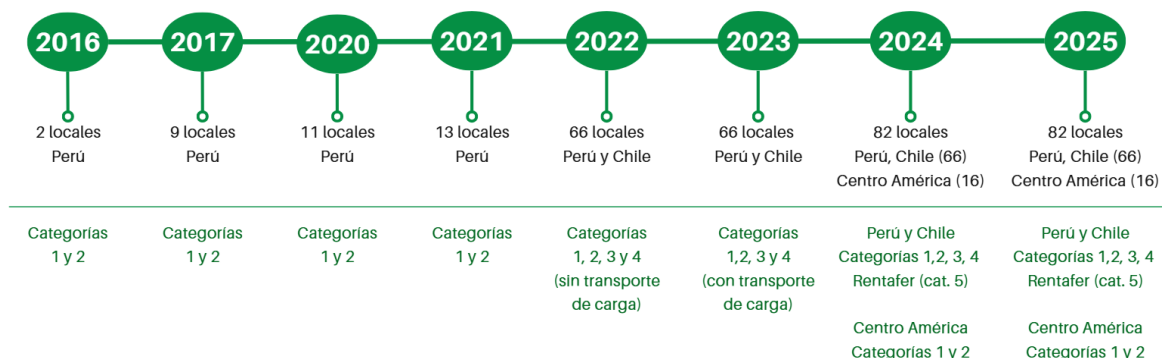 2016
2017
2020
2021
2022
2023
2024
2025
2 locales
Perú
9 locales
Perú
11 locales
Perú
13 locales
Perú
66 locales
Perú y Chile
66 locales
Perú y Chile
82 locales
Perú, Chile (66)
Centro América (16)
82 locales
Perú, Chile (66)
Centro América (16)
Categorías
1 y 2
Categorías
1 y 2
Categorías
1 y 2
Categorías
1 y 2
Categorías
1, 2, 3 y 4
(sin transporte
de carga)
Categorías
1,2, 3 y 4
(con transporte
de carga)
Perú y Chile
Categorías 1,2, 3, 4
Rentafer (cat. 5)
Centro América
Categorías 1 y 2
Perú y Chile
Categorías 1,2, 3, 4
Rentafer (cat. 5)
Centro América
Categorías 1 y 2